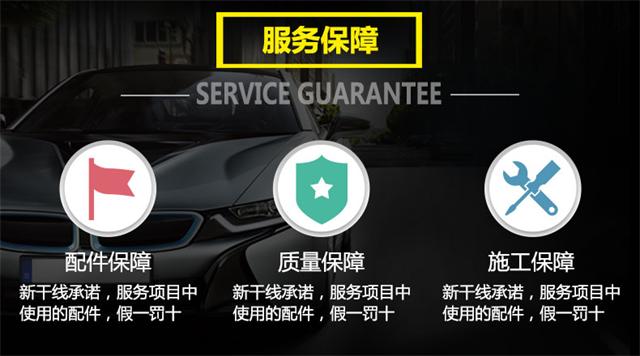 服务保障
SERVICE GUARANTEE
配件保障
新干线承诺，服务项目中
使用的配件，假一罚十
质量保障
新干线承诺，服务项目中
使用的配件，假一罚十
施工保障
新干线承诺，服务项目中
使用的配件，假一罚十